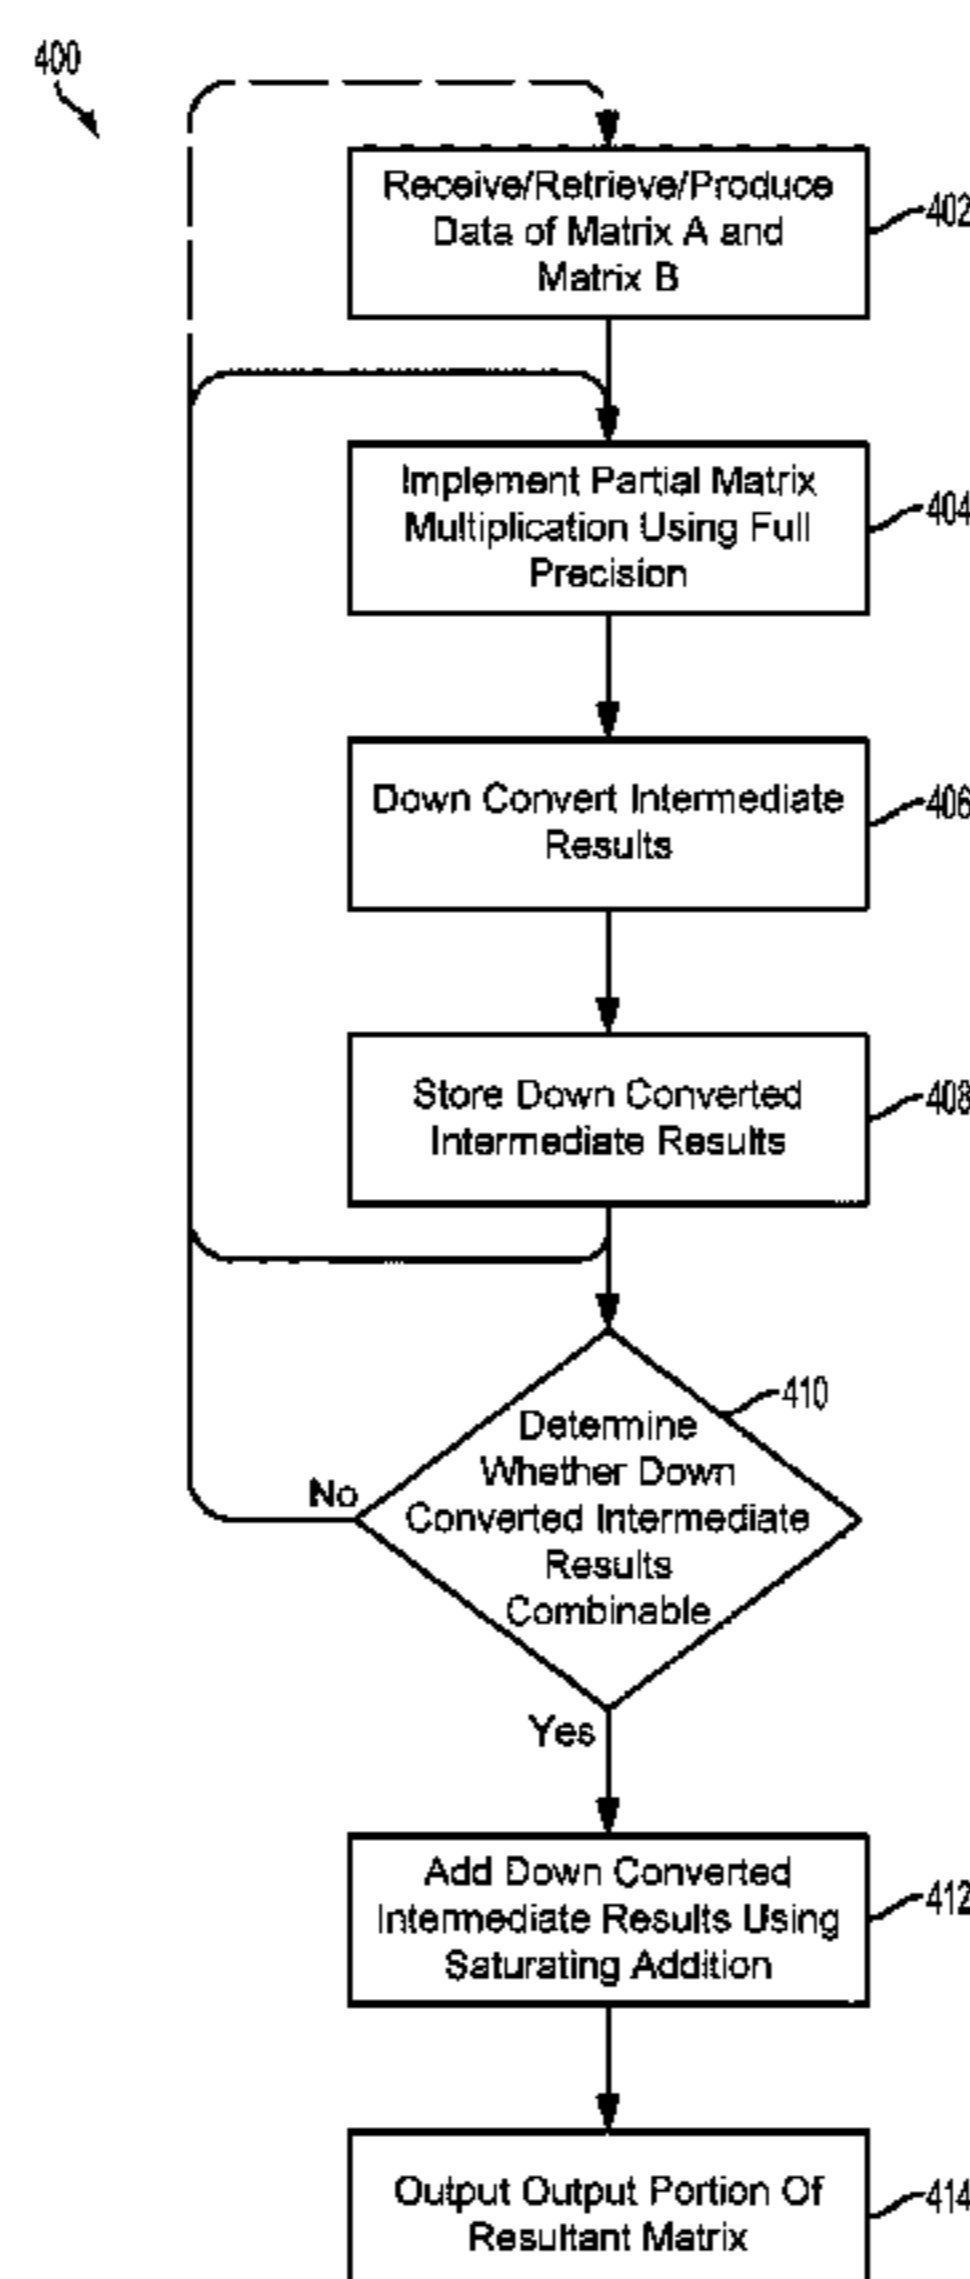 400
Receive/Retrieve/Produce
Data of Matrix A and
Matrix B
402
Implement Partial Matrix
Multiplication Using Full
Precision
404
Down Convert Intermediate
Results
406
Store Down Converted
Intermediate Results
408
410
Determine
Whether Down
Converted Intermediate
Results
Combinable
No
Yes
Add Down Converted
Intermediate Results Using
Saturating Addition
412
Output Output Portion Of
Resultant Matrix
414